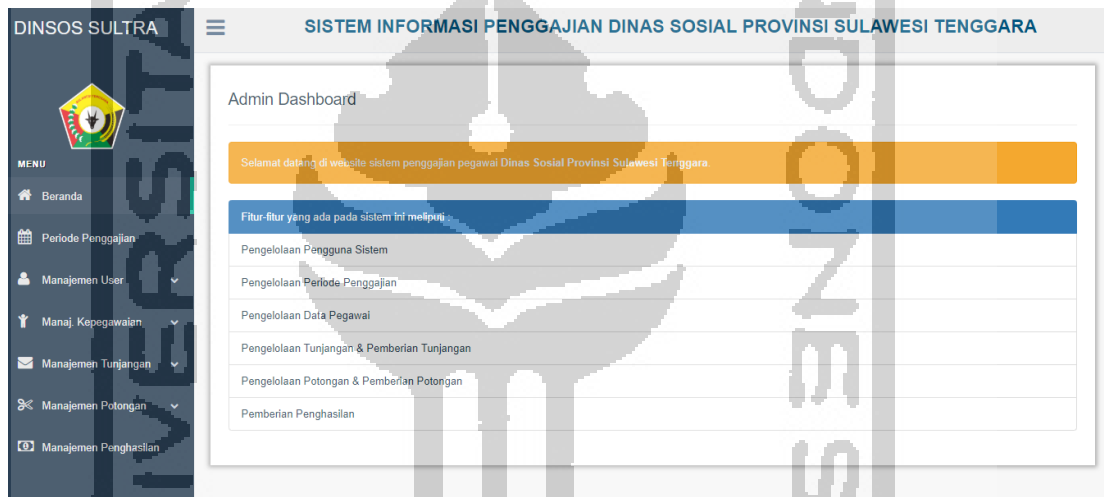 DINSOS SULTRA
SISTEM INFORMASI PENGGAJIAN DINAS SOSIAL PROVINSI SULAWESI TENGGARA
MENU
Beranda
Periode Penggajian
Manajemen User
Manaj. Kepegawaian
Manajemen Tunjangan
Manajemen Potongan
Manajemen Penghasilan
Admin Dashboard
Selamat datang di website sistem penggajian pegawai Dinas Sosial Provinsi Sulawesi Tenggara.
Fitur-fitur yang ada pada sistem ini meliputi :
Pengelolaan Pengguna Sistem
Pengelolaan Periode Penggajian
Pengelolaan Data Pegawai
Pengelolaan Tunjangan & Pemberian Tunjangan
Pengelolaan Potongan & Pemberian Potongan
Pemberian Penghasilan